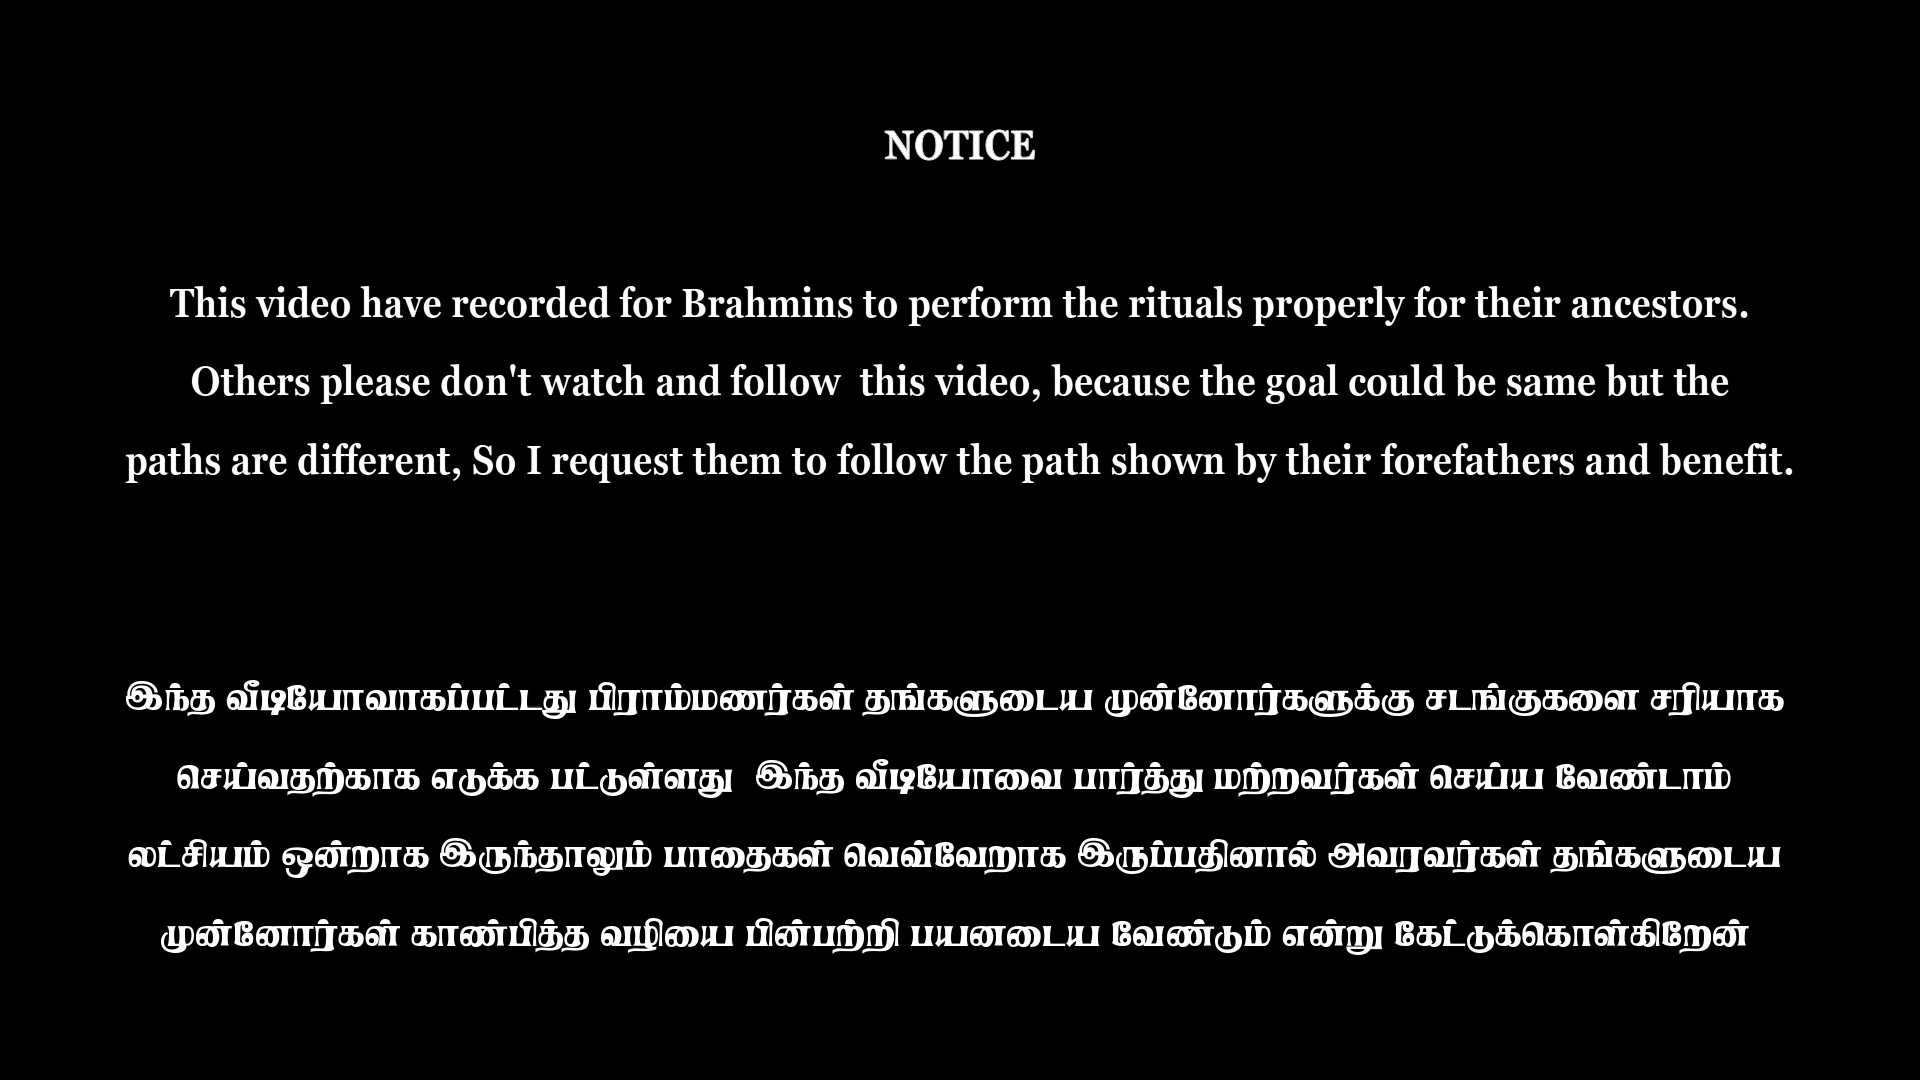 NOTICE
This video have recorded for Brahmins to perform the rituals properly for their ancestors.
Others please don't watch and follow  this video, because the goal could be same but the
paths are different, So I request them to follow the path shown by their forefathers and benefit.
இந்த வீடியோவாகப்பட்டது பிராம்மணர்கள் தங்களுடைய முன்னோர்களுக்கு சடங்குகளை சரியாக
செய்வதற்காக எடுக்க பட்டுள்ளது  இந்த வீடியோவை பார்த்து மற்றவர்கள் செய்ய வேண்டாம்
லட்சியம் ஒன்றாக இருந்தாலும் பாதைகள் வெவ்வேறாக இருப்பதினால் அவரவர்கள் தங்களுடைய
முன்னோர்கள் காண்பித்த வழியை பின்பற்றி பயனடைய வேண்டும் என்று கேட்டுக்கொள்கிறேன்